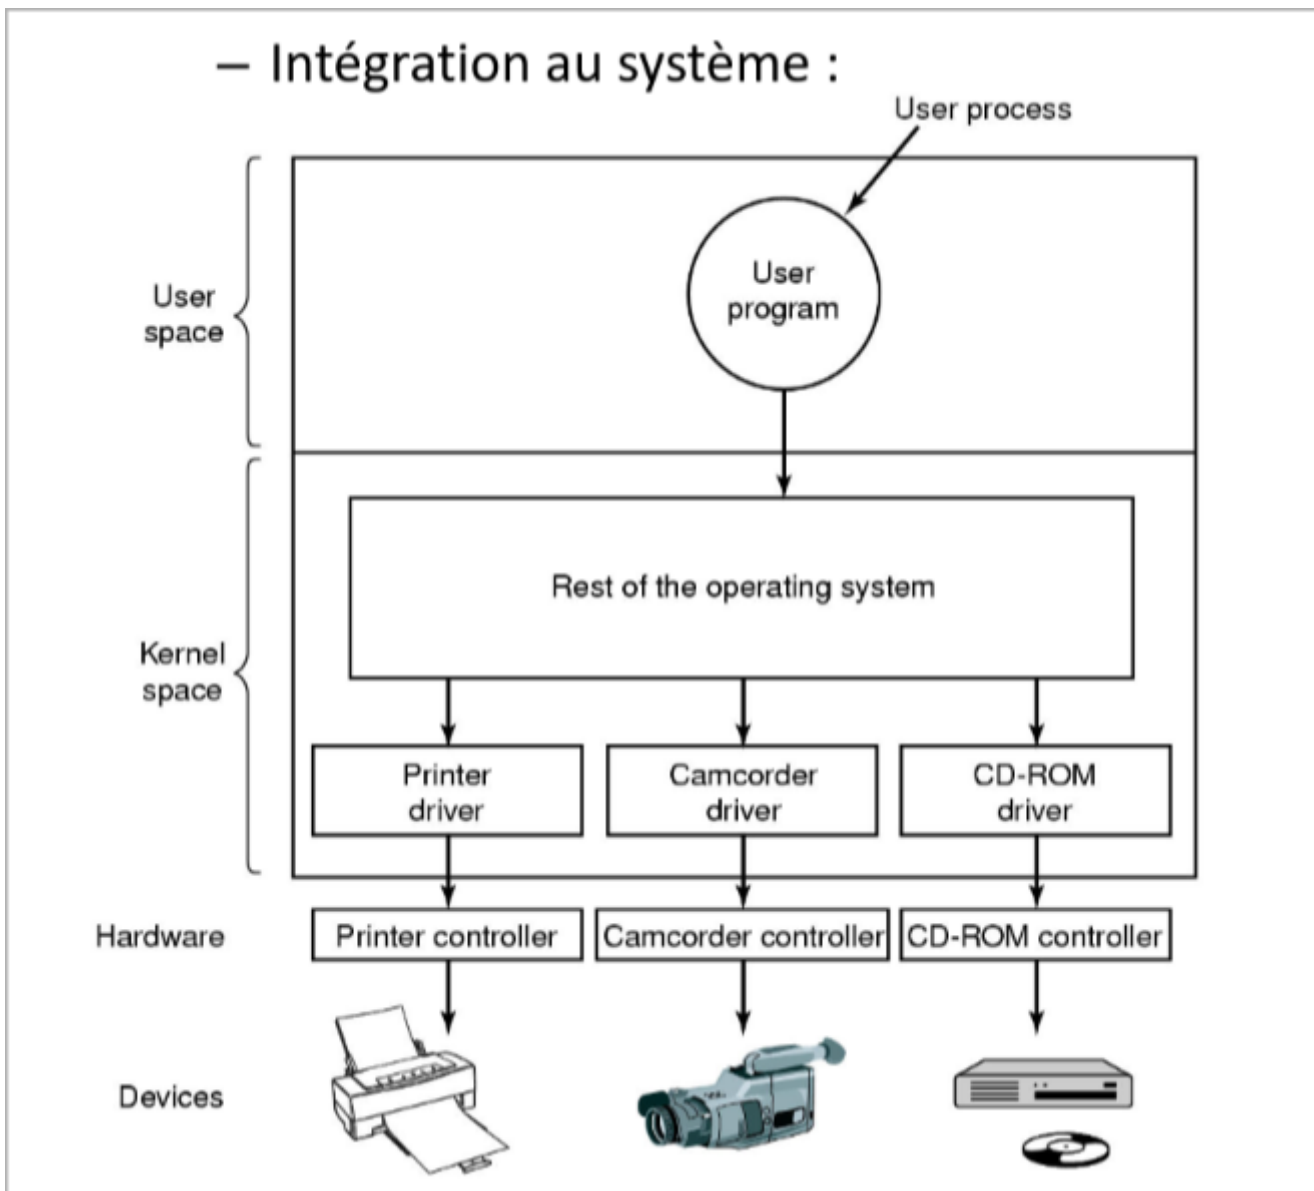 – Intégration au système :
User process
User
program
User
space
Rest of the operating system
Kernel
space
Printer
driver
Camcorder
driver
CD-ROM
driver
Hardware
Printer controller
Camcorder controller
CD-ROM controller
Devices